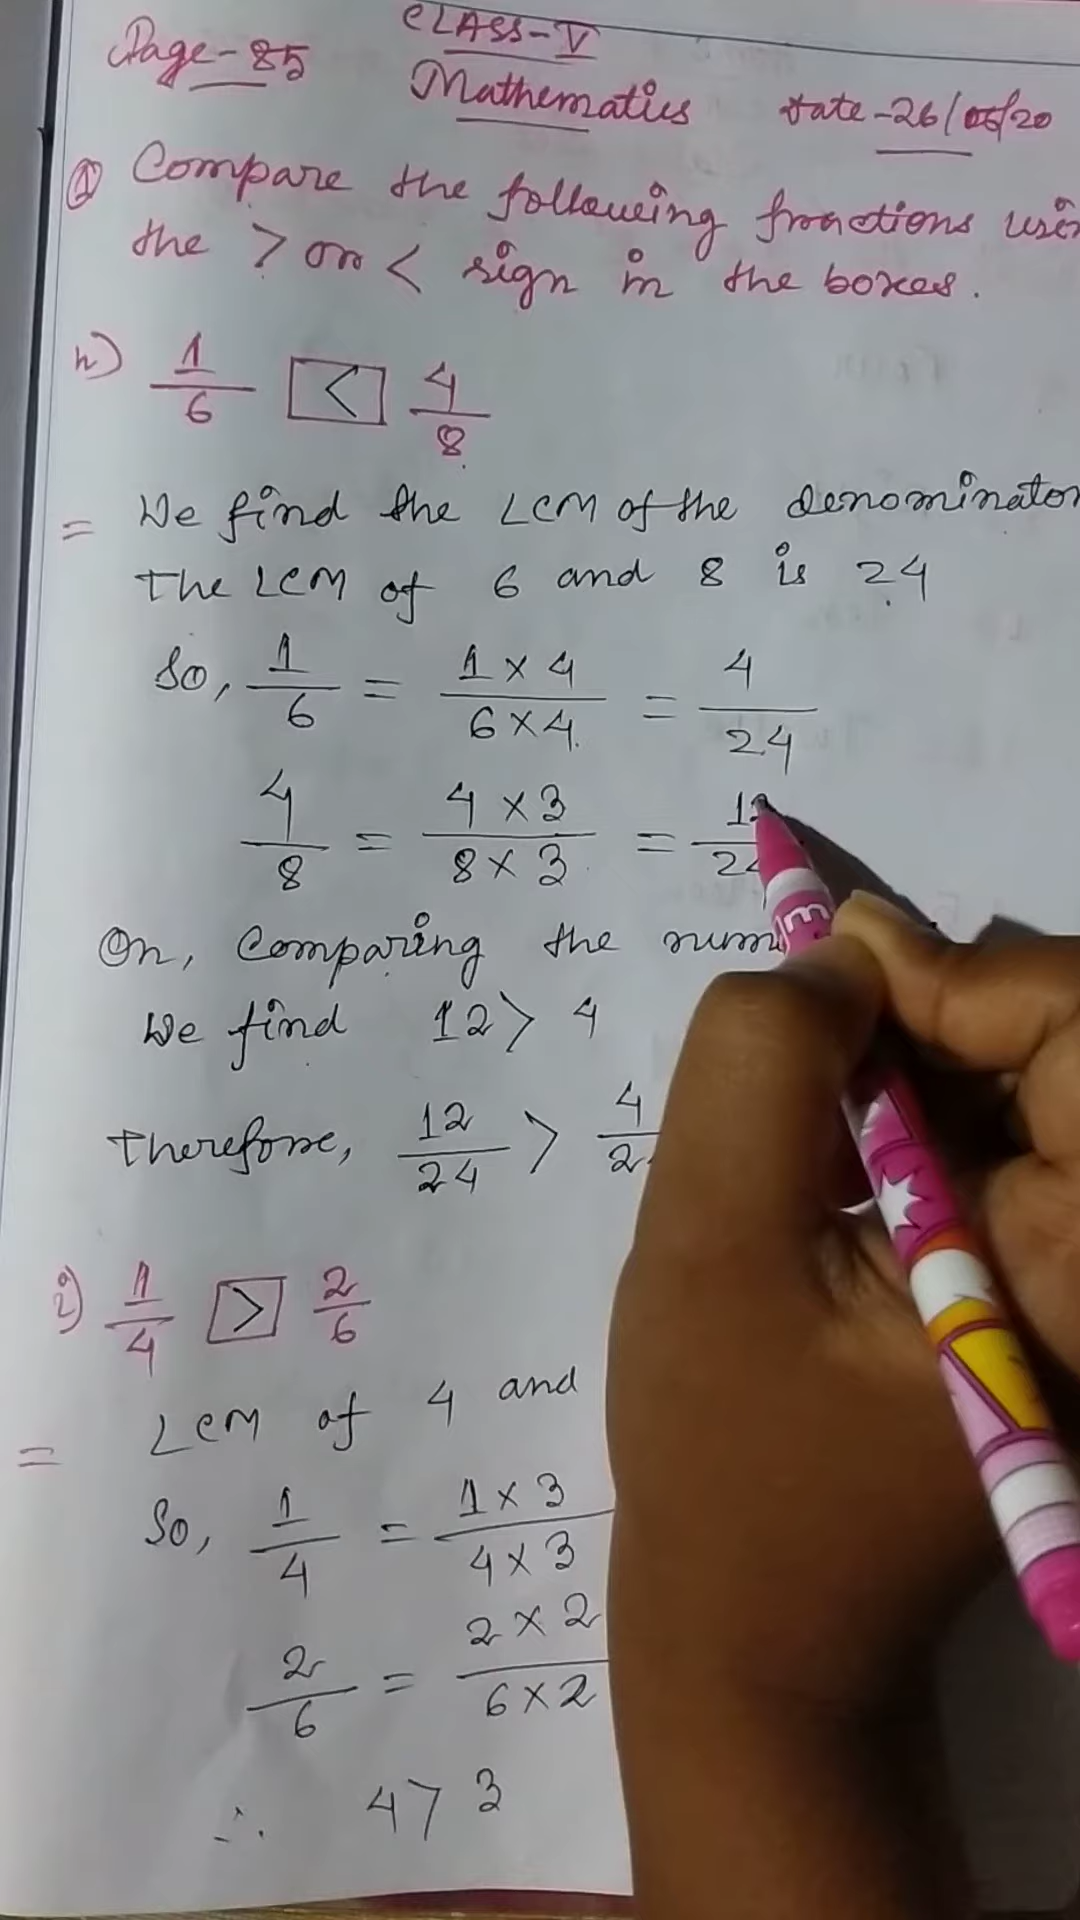 CLASS-V
Page-85 Mathematics Date-26/05/20
① Compare the following fractions
the > or < sign in the boxes.
h) 1/6 < 4/8
= We find the LCM of the denominator
The LCM of 6 and 8 is 24
So, 1/6 = 1×4/6×4 = 4/24
4/8 = 4×3/8×3 =
On, Comparing the
We find 12 > 4
Therefore, 12/24 >
i) 1/4 > 2/6
= LCM of 4 and
So, 1/4 = 1×3/4×3
2/6 = 2×2/6×2
∴ 4 > 3